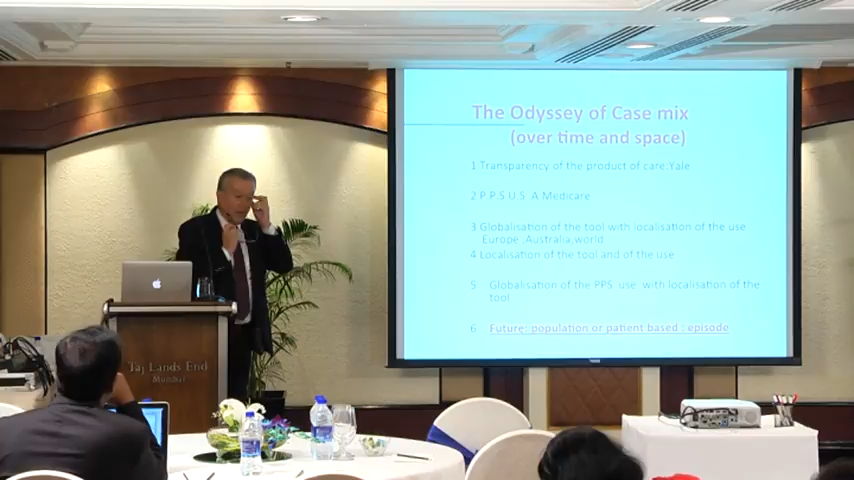 The Odyssey of Case mix
(over time and space)
1 Transparency of the product of care:Yale
2 P.P.S U.S .A Medicare
3 Globalisation of the tool with localisation of the use
Europe ,Australia,world
4 Localisation of the tool and of the use
5 Globalisation of the PPS use with localisation of the
tool
6 Future: population or patient based : episode
Taj Lands End
Mumbai